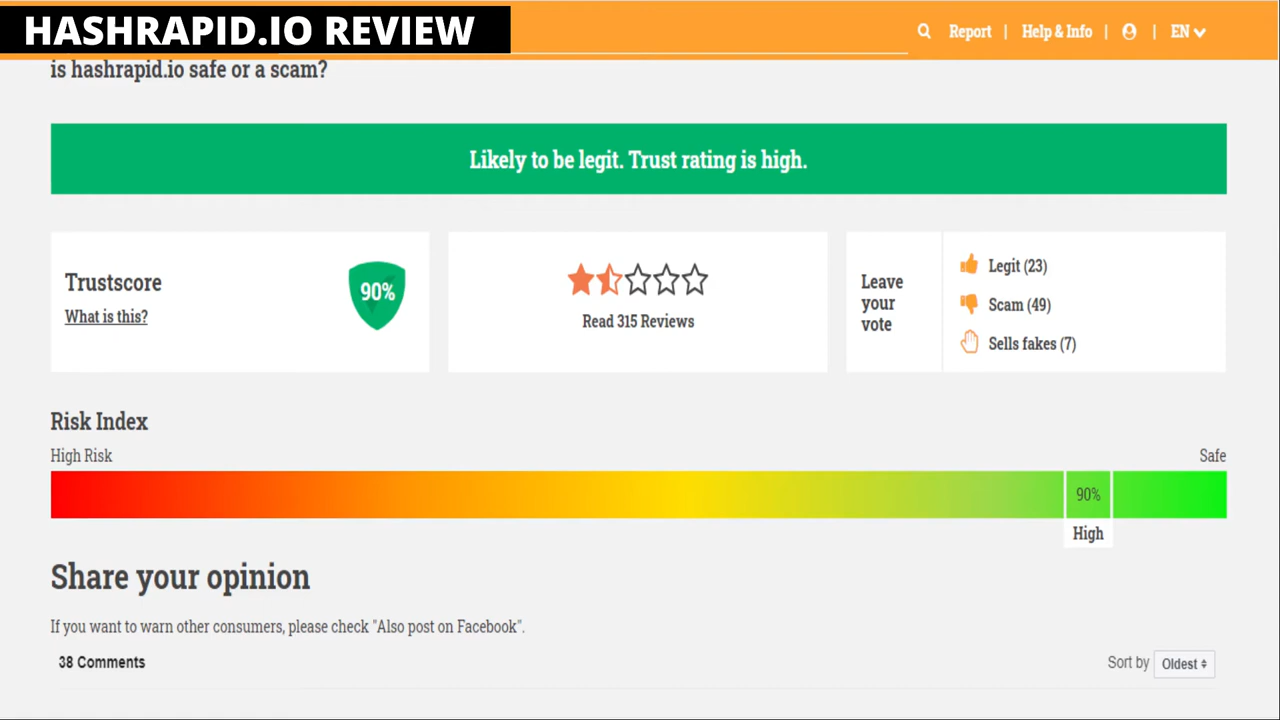 HASHRAPID.IO REVIEW
Report | Help & Info | | EN
is hashrapid.io safe or a scam?
Likely to be legit. Trust rating is high.
Trustscore
What is this?
90%
Read 315 Reviews
Leave
your
vote
Legit (23)
Scam (49)
Sells fakes (7)
Risk Index
High Risk
Safe
90%
High
Share your opinion
If you want to warn other consumers, please check "Also post on Facebook".
38 Comments
Sort by Oldest